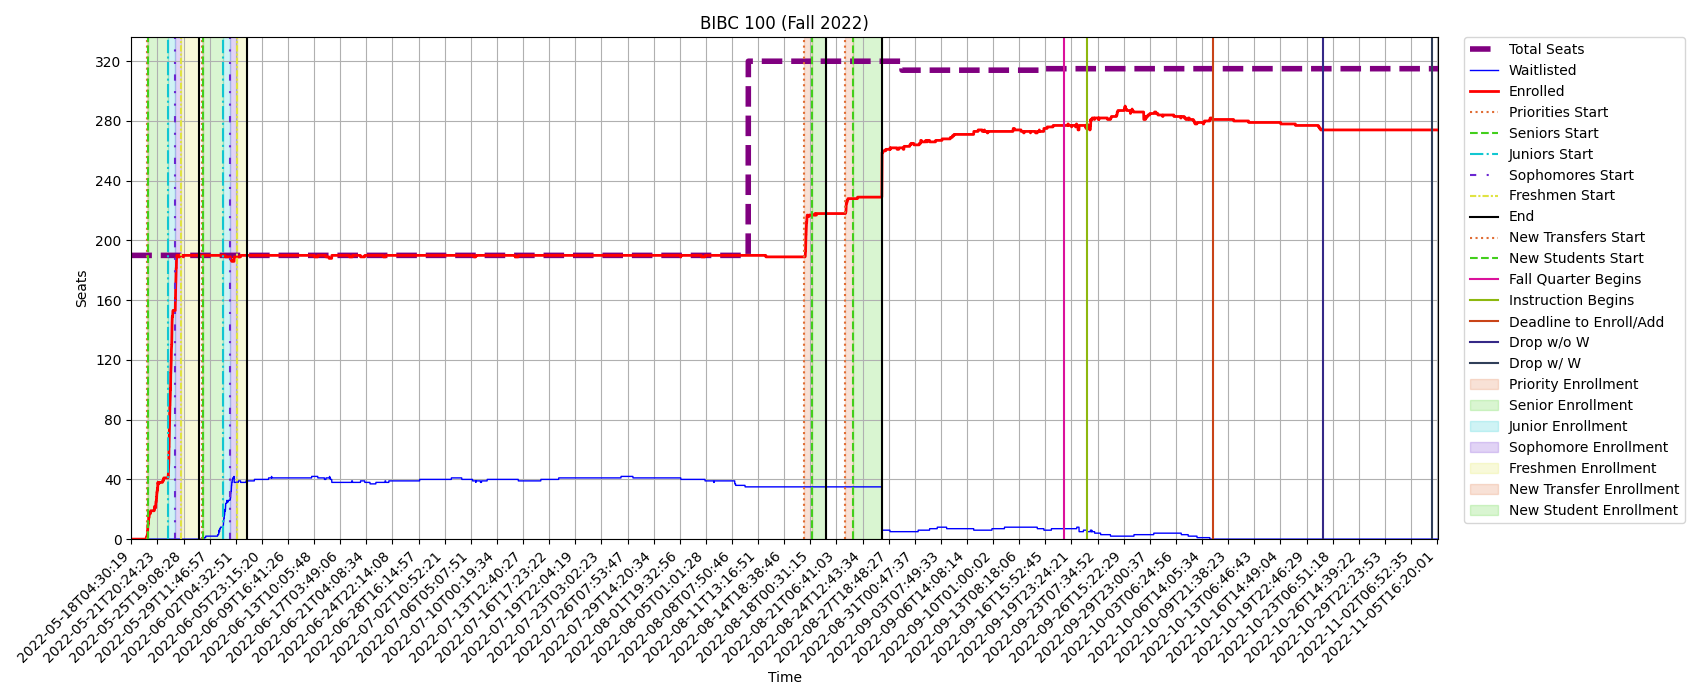 BIBC 100 (Fall 2022)
Seats
320
280
240
200
160
120
80
40
0
2022-05-18T04:30:19
2022-05-21T20:24:23
2022-05-25T19:08:28
2022-05-29T11:46:57
2022-06-02T04:32:51
2022-06-05T23:15:20
2022-06-09T16:41:26
2022-06-13T10:05:48
2022-06-17T03:49:06
2022-06-21T04:08:34
2022-06-24T22:14:08
2022-06-28T16:14:57
2022-07-02T10:52:21
2022-07-06T05:07:51
2022-07-10T00:19:34
2022-07-13T12:40:27
2022-07-16T17:23:22
2022-07-19T22:04:19
2022-07-23T03:02:23
2022-07-26T07:53:47
2022-07-29T14:20:34
2022-08-01T19:32:56
2022-08-05T01:01:28
2022-08-08T07:50:46
2022-08-11T13:16:51
2022-08-14T18:38:46
2022-08-18T00:31:15
2022-08-21T06:41:03
2022-08-24T12:43:34
2022-08-27T18:48:27
2022-08-31T00:47:37
2022-09-03T07:49:33
2022-09-06T14:08:14
2022-09-10T01:00:02
2022-09-13T08:18:06
2022-09-16T15:52:45
2022-09-19T23:24:21
2022-09-23T07:34:52
2022-09-26T15:22:29
2022-09-29T23:00:37
2022-10-03T06:24:56
2022-10-06T14:05:34
2022-10-09T21:38:23
2022-10-13T06:46:43
2022-10-16T14:49:04
2022-10-19T22:46:29
2022-10-23T06:51:18
2022-10-26T14:39:22
2022-10-29T22:23:53
2022-11-02T06:52:35
2022-11-05T16:20:01
Time
Total Seats
Waitlisted
Enrolled
Priorities Start
Seniors Start
Juniors Start
Sophomores Start
Freshmen Start
End
New Transfers Start
New Students Start
Fall Quarter Begins
Instruction Begins
Deadline to Enroll/Add
Drop w/o W
Drop w/ W
Priority Enrollment
Senior Enrollment
Junior Enrollment
Sophomore Enrollment
Freshmen Enrollment
New Transfer Enrollment
New Student Enrollment